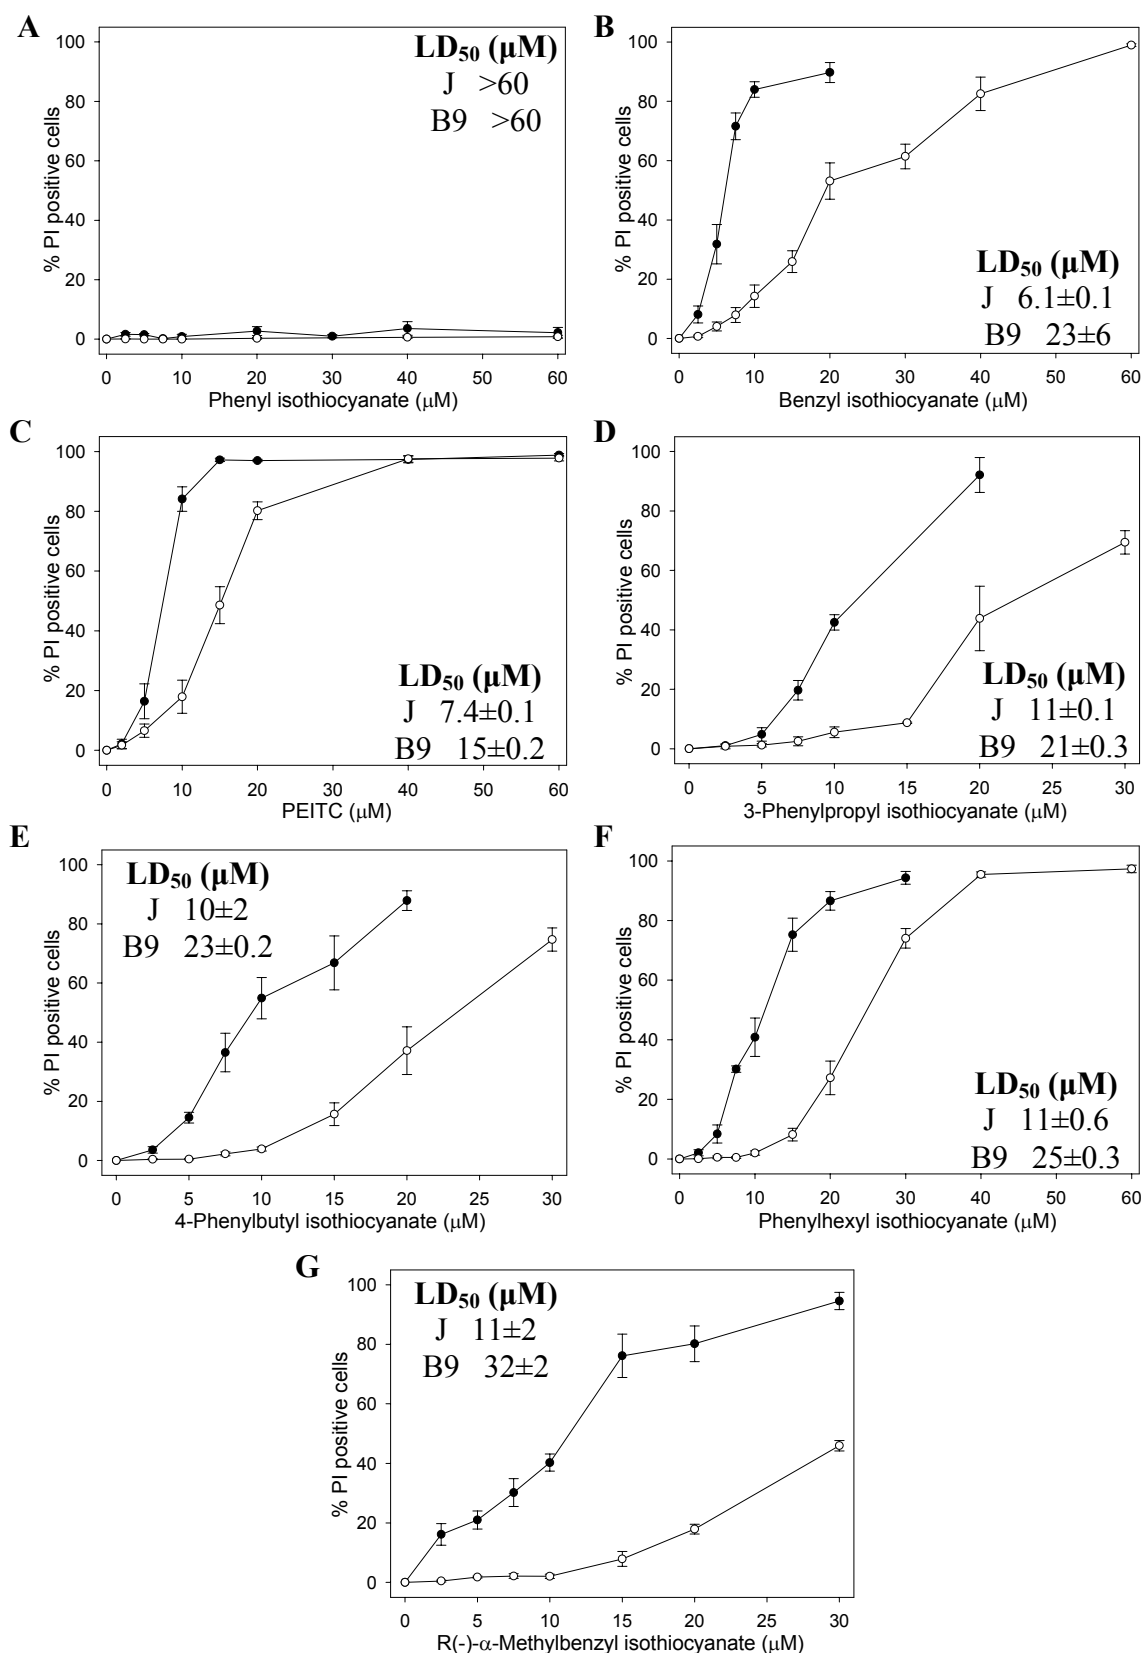 A
% PI positive cells
100
80
60
40
20
0
LD50 (µM)
J >60
B9 >60
0 10 20 30 40 50 60
Phenyl isothiocyanate (µM)
B
% PI positive cells
100
80
60
40
20
0
LD50 (µM)
J 6.1±0.1
B9 23±6
0 10 20 30 40 50 60
Benzyl isothiocyanate (µM)
C
% PI positive cells
100
80
60
40
20
0
LD50 (µM)
J 7.4±0.1
B9 15±0.2
0 10 20 30 40 50 60
PEITC (µM)
D
% PI positive cells
100
80
60
40
20
0
LD50 (µM)
J 11±0.1
B9 21±0.3
0 5 10 15 20 25 30
3-Phenylpropyl isothiocyanate (µM)
E
% PI positive cells
100
80
60
40
20
0
LD50 (µM)
J 10±2
B9 23±0.2
0 5 10 15 20 25 30
4-Phenylbutyl isothiocyanate (µM)
F
% PI positive cells
100
80
60
40
20
0
LD50 (µM)
J 11±0.6
B9 25±0.3
0 10 20 30 40 50 60
Phenylhexyl isothiocyanate (µM)
G
% PI positive cells
100
80
60
40
20
0
LD50 (µM)
J 11±2
B9 32±2
0 5 10 15 20 25 30
R(-)-α-Methylbenzyl isothiocyanate (µM)